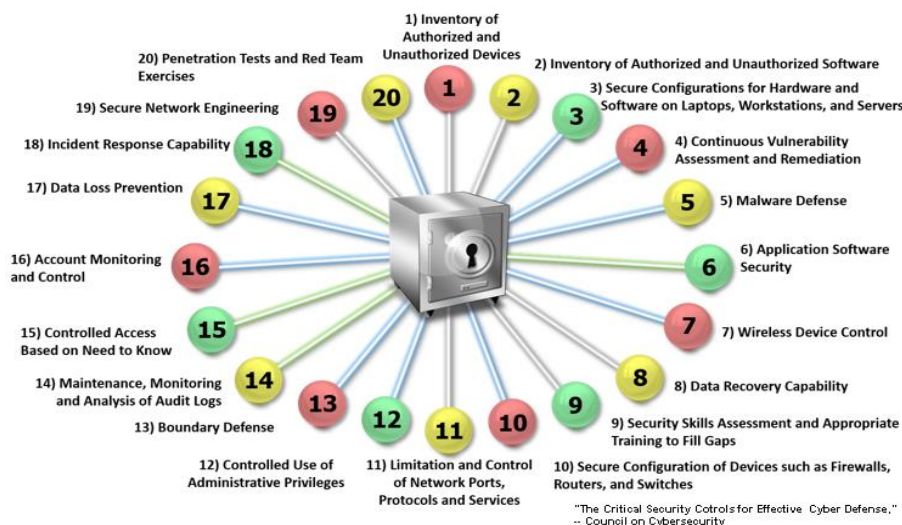 1) Inventory of
Authorized and
Unauthorized Devices
2) Inventory of Authorized and Unauthorized Software
3) Secure Configurations for Hardware and
Software on Laptops, Workstations, and Servers
4) Continuous Vulnerability
Assessment and Remediation
5) Malware Defense
6) Application Software
Security
7) Wireless Device Control
8) Data Recovery Capability
9) Security Skills Assessment and Appropriate
Training to Fill Gaps
10) Secure Configuration of Devices such as Firewalls,
Routers, and Switches
11) Limitation and Control
of Network Ports,
Protocols and Services
12) Controlled Use of
Administrative Privileges
13) Boundary Defense
14) Maintenance, Monitoring
and Analysis of Audit Logs
15) Controlled Access
Based on Need to Know
16) Account Monitoring
and Control
17) Data Loss Prevention
18) Incident Response Capability
19) Secure Network Engineering
20) Penetration Tests and Red Team
Exercises
1
2
3
4
5
6
7
8
9
10
11
12
13
14
15
16
17
18
19
20
"The Critical Security Cotrols for Effective Cyber Defense,"
-- Council on Cybersecurity